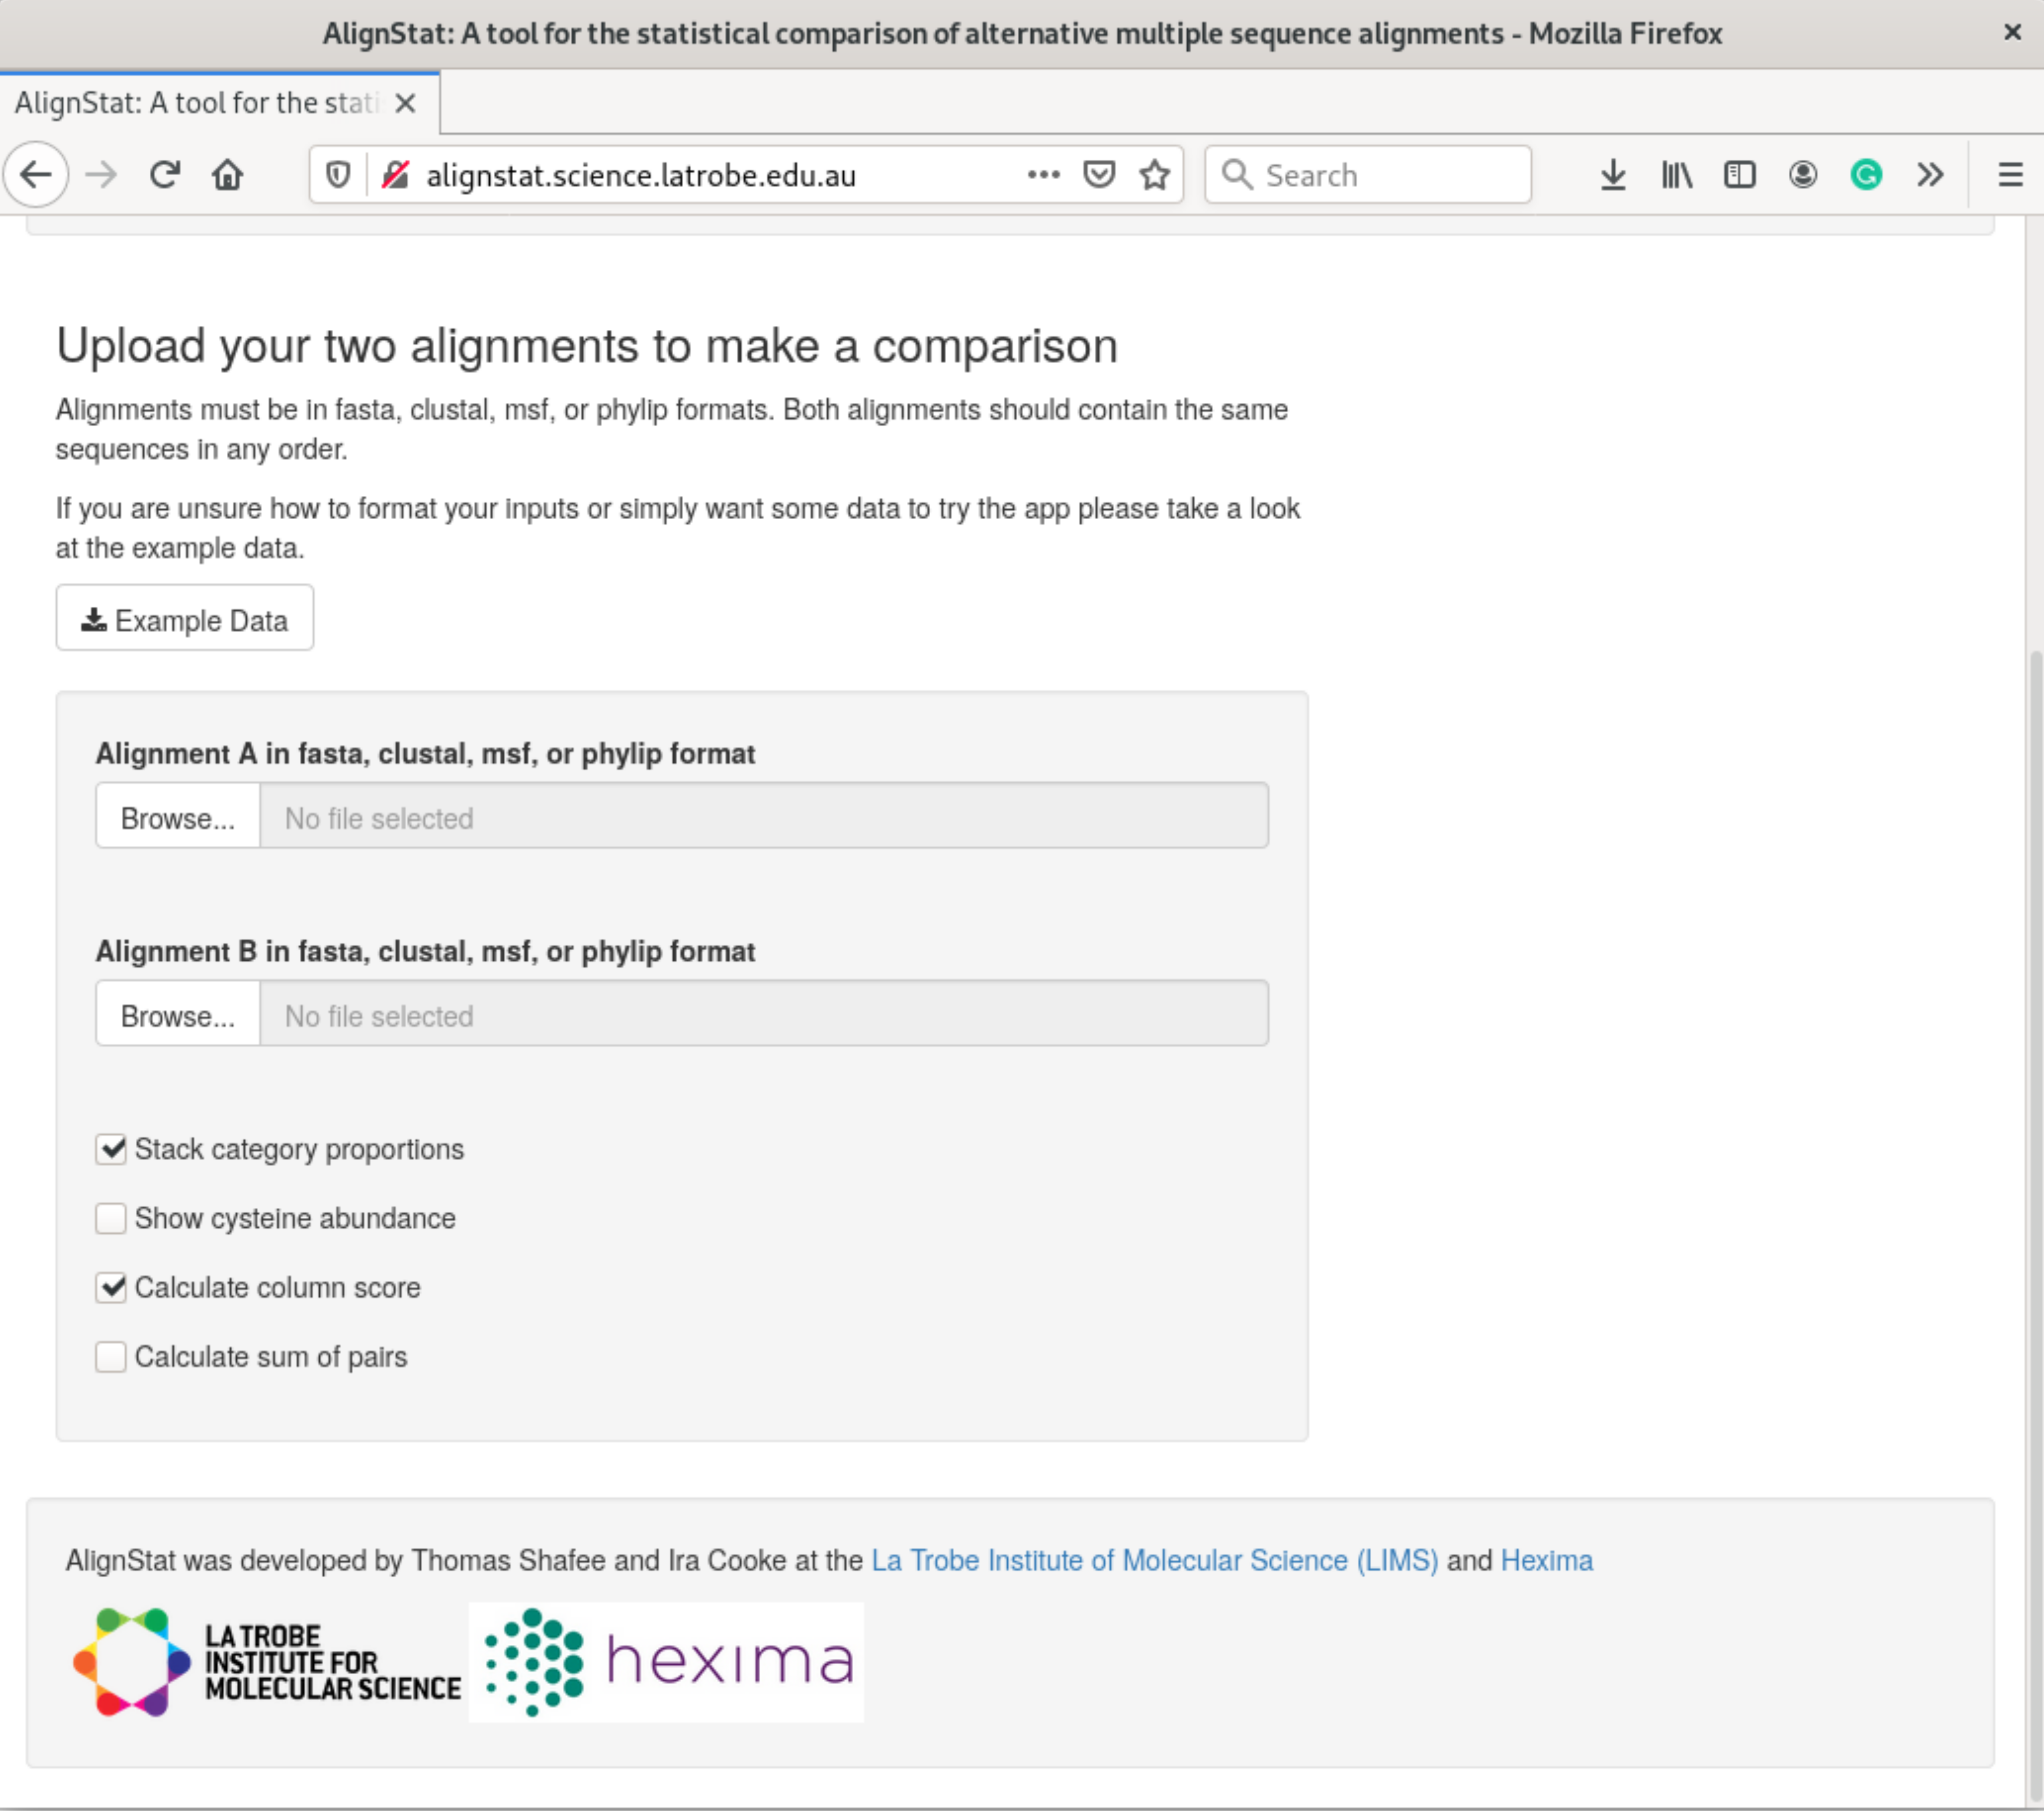 AlignStat: A tool for the statistical comparison of alternative multiple sequence alignments - Mozilla Firefox
AlignStat: A tool for the stati
alignstat.science.latrobe.edu.au
Search
Upload your two alignments to make a comparison
Alignments must be in fasta, clustal, msf, or phylip formats. Both alignments should contain the same
sequences in any order.
If you are unsure how to format your inputs or simply want some data to try the app please take a look
at the example data.
Example Data
Alignment A in fasta, clustal, msf, or phylip format
Browse... No file selected
Alignment B in fasta, clustal, msf, or phylip format
Browse... No file selected
Stack category proportions
Show cysteine abundance
Calculate column score
Calculate sum of pairs
AlignStat was developed by Thomas Shafee and Ira Cooke at the La Trobe Institute of Molecular Science (LIMS) and Hexima
LA TROBE
INSTITUTE FOR
MOLECULAR SCIENCE
hexima